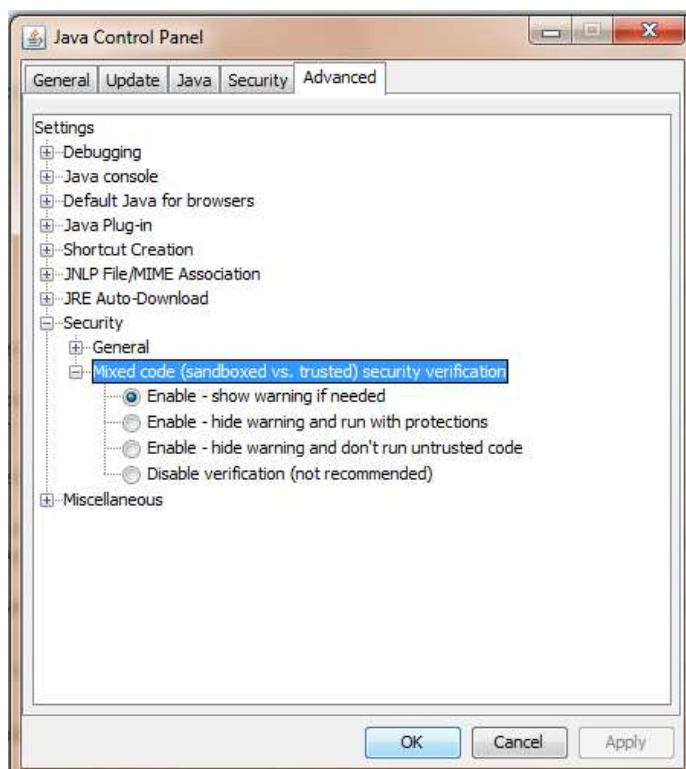 Java Control Panel
General Update Java Security Advanced
Settings
Debugging
Java console
Default Java for browsers
Java Plug-in
Shortcut Creation
JNLP File/MIME Association
JRE Auto-Download
Security
General
Mixed code (sandboxed vs. trusted) security verification
Enable - show warning if needed
Enable - hide warning and run with protections
Enable - hide warning and don't run untrusted code
Disable verification (not recommended)
Miscellaneous
OK Cancel Apply